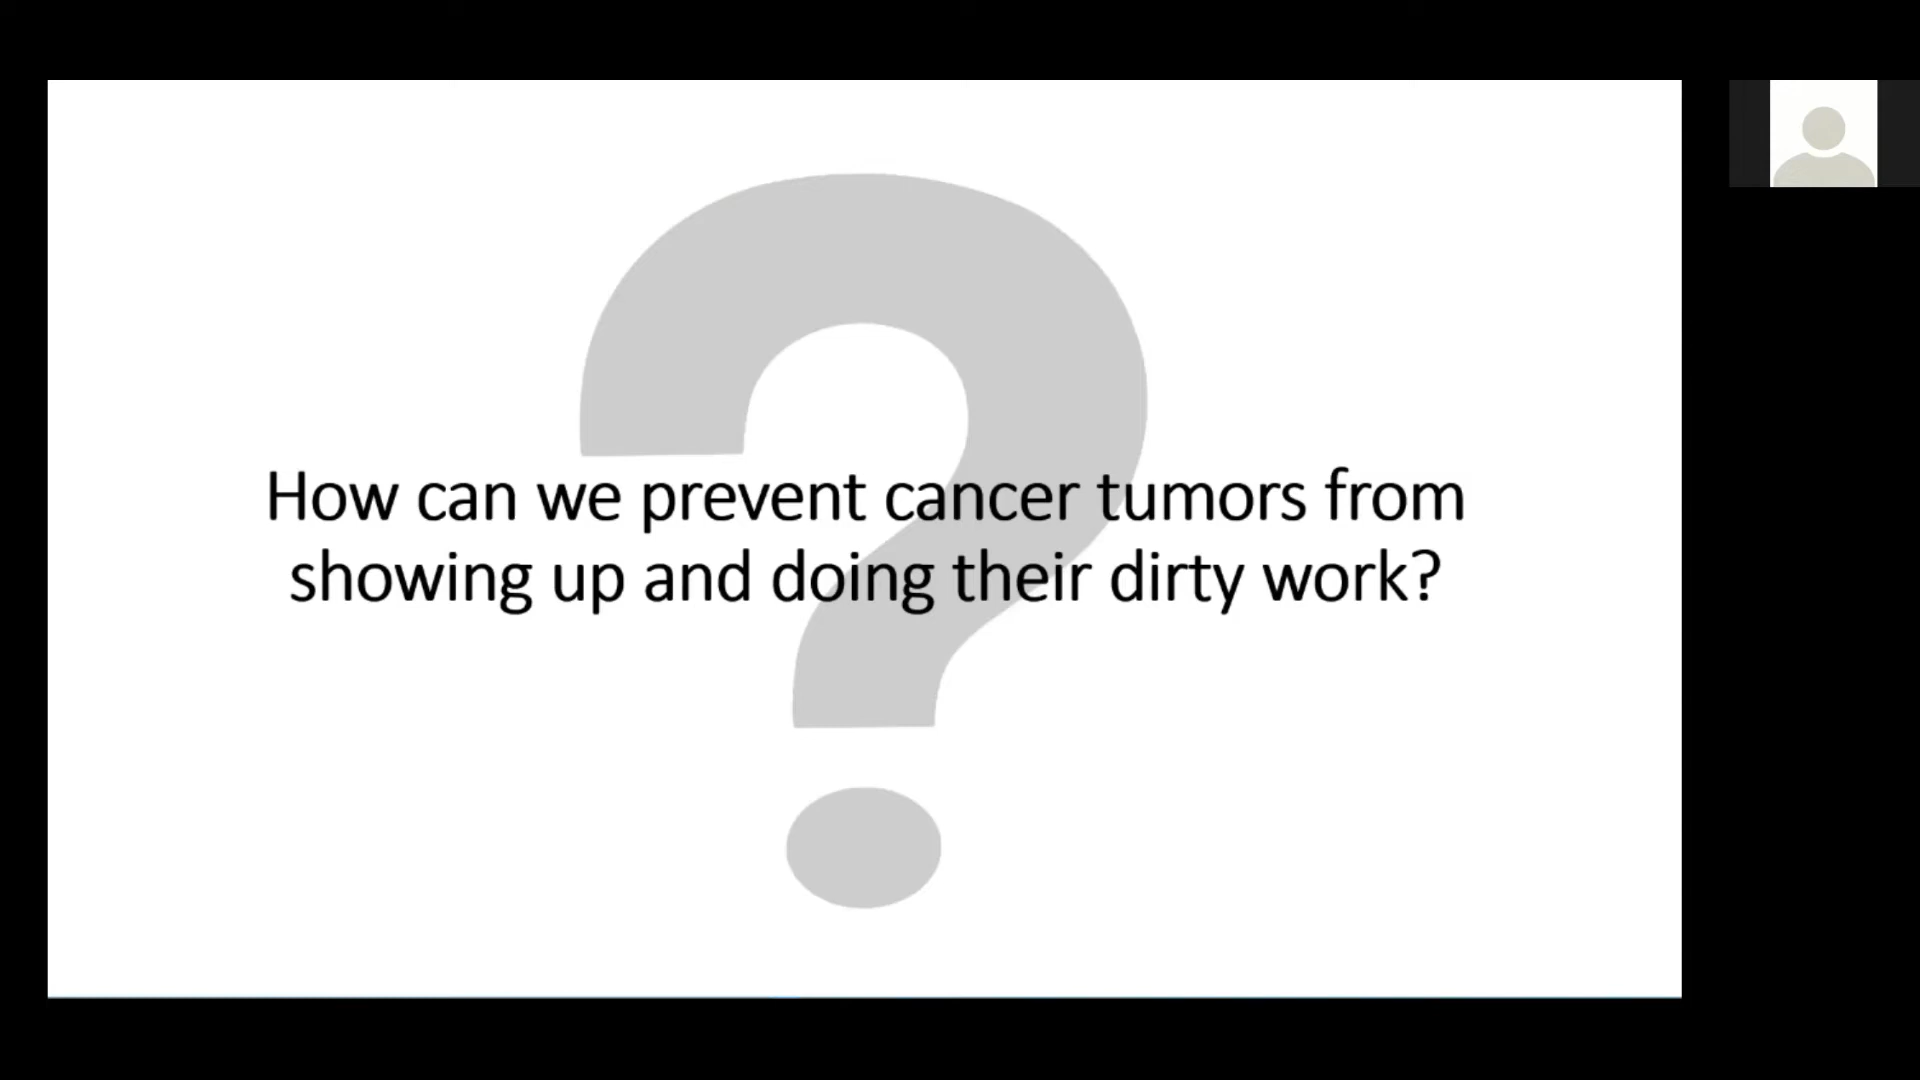 How can we prevent cancer tumors from
showing up and doing their dirty work?